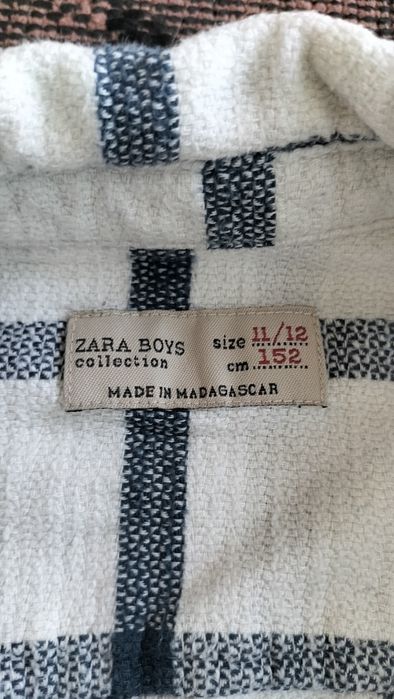 ZARA BOYS
collection
size 11/12
cm 152
MADE IN MADAGASCAR